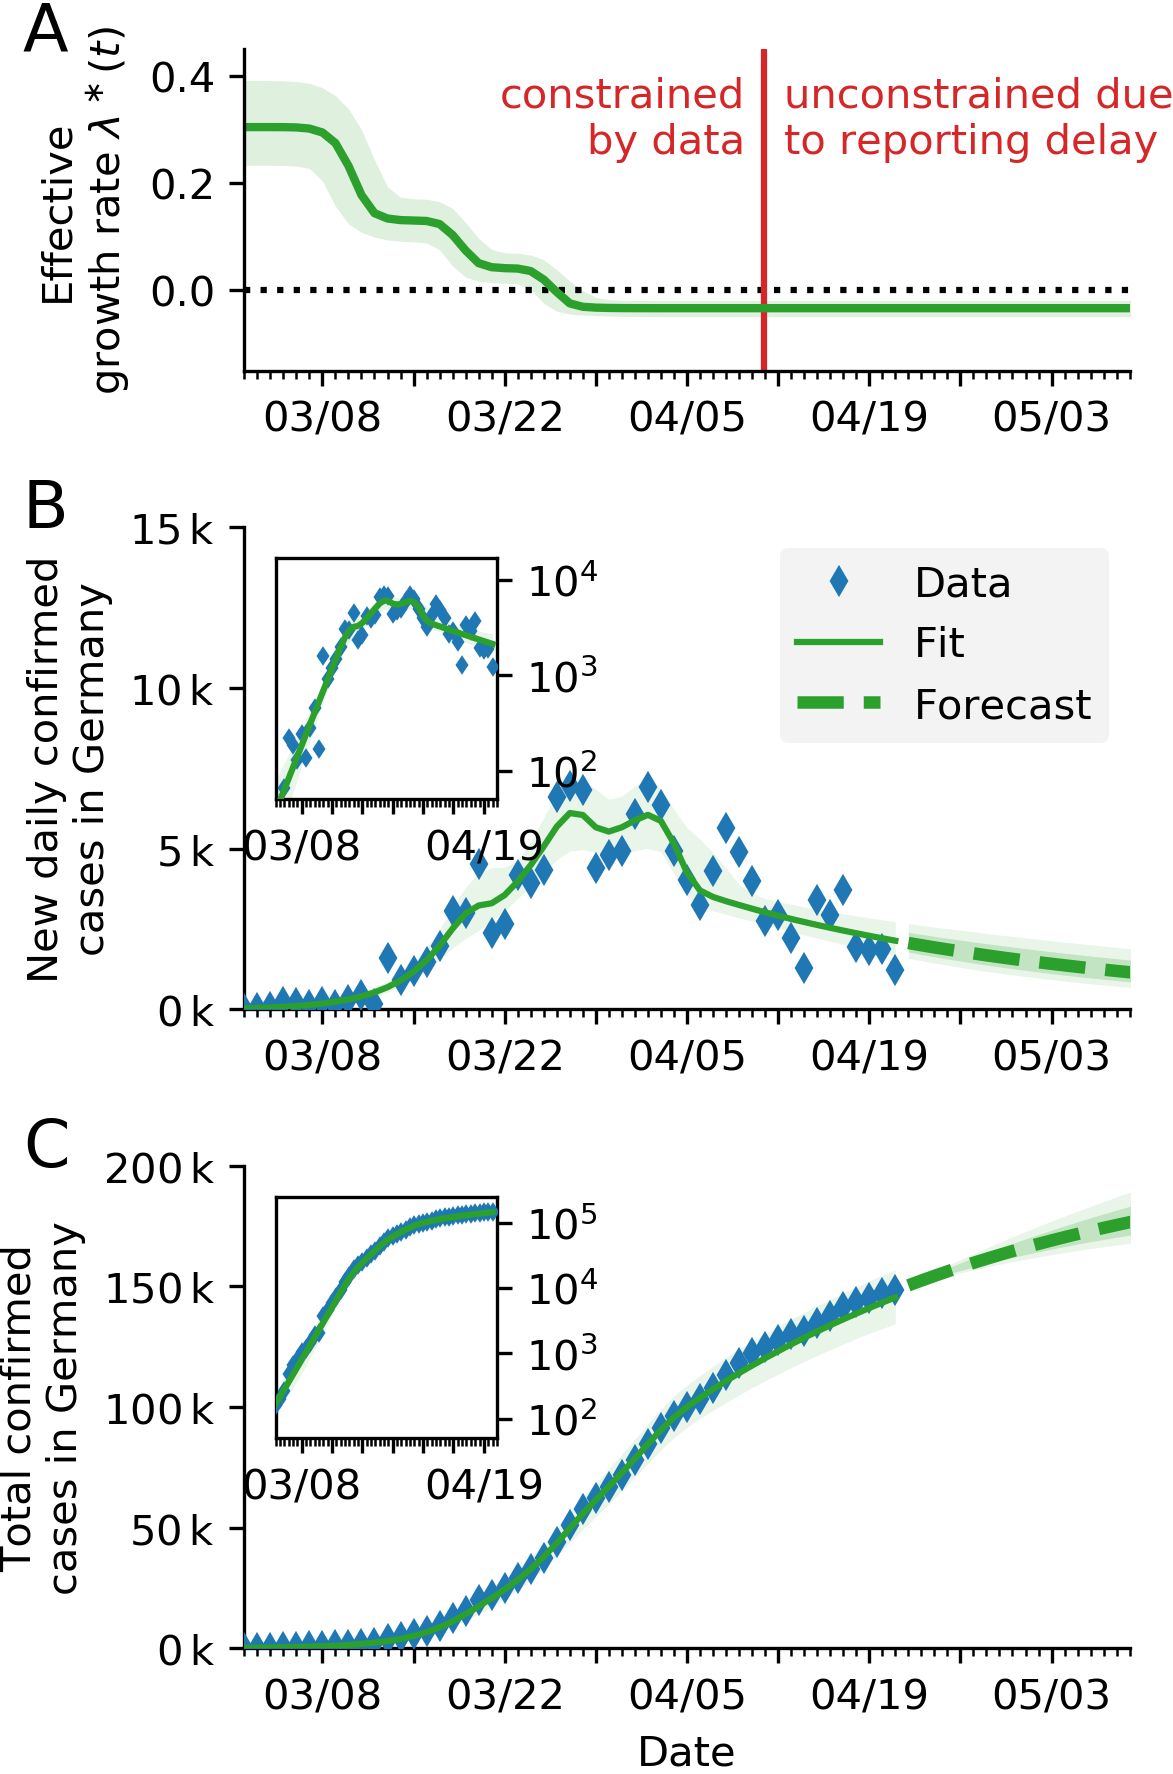 A
Effective
growth rate λ * (t)
0.4
0.2
0.0
constrained
by data
unconstrained due
to reporting delay
03/08
03/22
04/05
04/19
05/03
B
New daily confirmed
cases in Germany
15 k
10 k
5 k
0 k
10⁴
10³
10²
03/08
04/19
Data
Fit
Forecast
03/08
03/22
04/05
04/19
05/03
C
Total confirmed
cases in Germany
200 k
150 k
100 k
50 k
0 k
10⁵
10⁴
10³
10²
03/08
04/19
03/08
03/22
04/05
04/19
05/03
Date